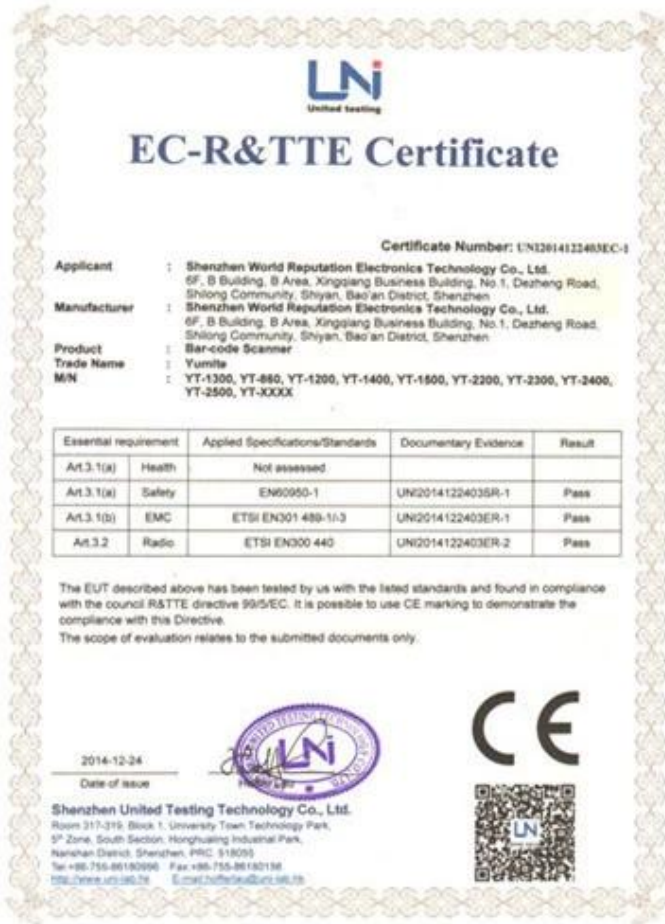 UNi
United testing
EC-R&TTE Certificate
Certificate Number: UNI2014122403EC-1
Applicant : Shenzhen World Reputation Electronics Technology Co., Ltd.
6F, B Building, B Area, Xingqiang Business Building, No.1, Dezheng Road,
Shilong Community, Shiyan, Bao'an District, Shenzhen
Manufacturer : Shenzhen World Reputation Electronics Technology Co., Ltd.
6F, B Building, B Area, Xingqiang Business Building, No.1, Dezheng Road,
Shilong Community, Shiyan, Bao'an District, Shenzhen
Product : Bar-code Scanner
Trade Name : Yumite
M/N : YT-1300, YT-860, YT-1200, YT-1400, YT-1500, YT-2200, YT-2300, YT-2400,
YT-2500, YT-XXXX
Essential requirement Applied Specifications/Standards Documentary Evidence Result
Art.3.1(a) Health Not assessed
Art.3.1(a) Safety EN60950-1 UNI2014122403SR-1 Pass
Art.3.1(b) EMC ETSI EN301 489-1/-3 UNI2014122403ER-1 Pass
Art.3.2 Radio ETSI EN300 440 UNI2014122403ER-2 Pass
The EUT described above has been tested by us with the listed standards and found in compliance
with the council R&TTE directive 99/5/EC. It is possible to use CE marking to demonstrate the
compliance with this Directive.
The scope of evaluation relates to the submitted documents only.
CE
2014-12-24
Date of issue
UNi
Shenzhen United Testing Technology Co., Ltd.
Room 317-319, Block 1, University Town Technology Park,
5th Zone, South Section, Honghualing Industrial Park,
Nanshan District, Shenzhen, PRC. 518055
Tel:+86-755-86180996 Fax:+86-755-86180156
UNi